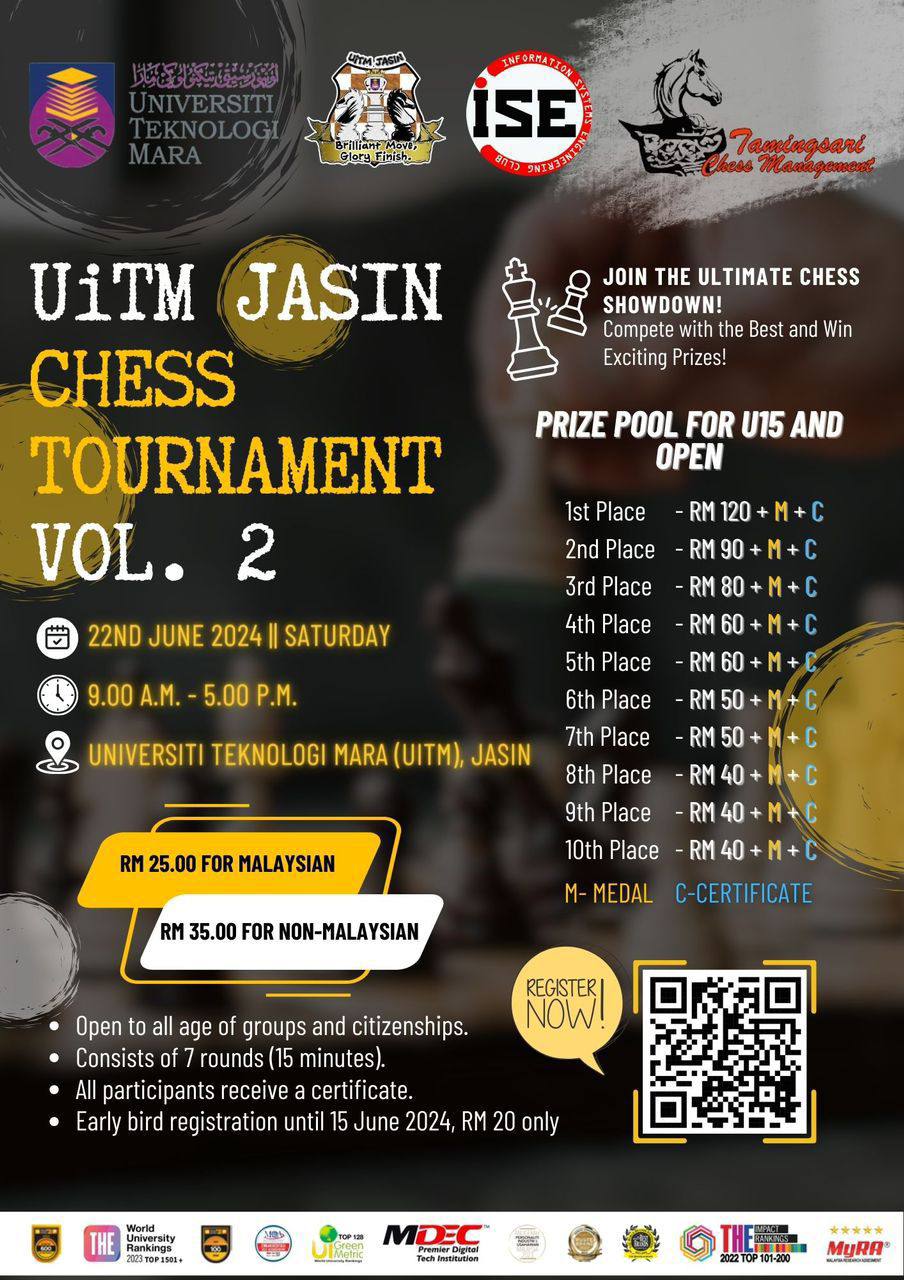 UNIVERSITI
TEKNOLOGI
MARA
UiTM JASIN
Brilliant Move,
Glory Finish.
INFORMATION SYSTEMS ENGINEERING CLUB
iSE
Tamingsari
Chess Management
UiTM JASIN
CHESS
TOURNAMENT
VOL. 2
22ND JUNE 2024 || SATURDAY
9.00 A.M. - 5.00 P.M.
UNIVERSITI TEKNOLOGI MARA (UITM), JASIN
RM 25.00 FOR MALAYSIAN
RM 35.00 FOR NON-MALAYSIAN
• Open to all age of groups and citizenships.
• Consists of 7 rounds (15 minutes).
• All participants receive a certificate.
• Early bird registration until 15 June 2024, RM 20 only
JOIN THE ULTIMATE CHESS
SHOWDOWN!
Compete with the Best and Win
Exciting Prizes!
PRIZE POOL FOR U15 AND
OPEN
1st Place - RM 120 + M + C
2nd Place - RM 90 + M + C
3rd Place - RM 80 + M + C
4th Place - RM 60 + M + C
5th Place - RM 60 + M + C
6th Place - RM 50 + M + C
7th Place - RM 50 + M + C
8th Place - RM 40 + M + C
9th Place - RM 40 + M + C
10th Place - RM 40 + M + C
M- MEDAL C-CERTIFICATE
REGISTER
NOW!
THE
World
University
Rankings
2023 TOP 1501+
TOP 128
UI Green
Metric
World University Rankings
MDEC™
Premier Digital
Tech Institution
THE IMPACT
RANKINGS
2022 TOP 101-200
MyRA®